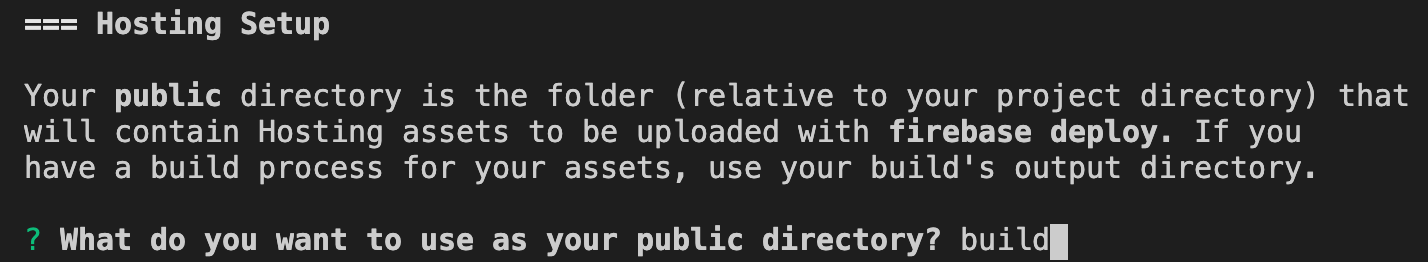 === Hosting Setup
Your public directory is the folder (relative to your project directory) that
will contain Hosting assets to be uploaded with firebase deploy. If you
have a build process for your assets, use your build's output directory.
? What do you want to use as your public directory? build